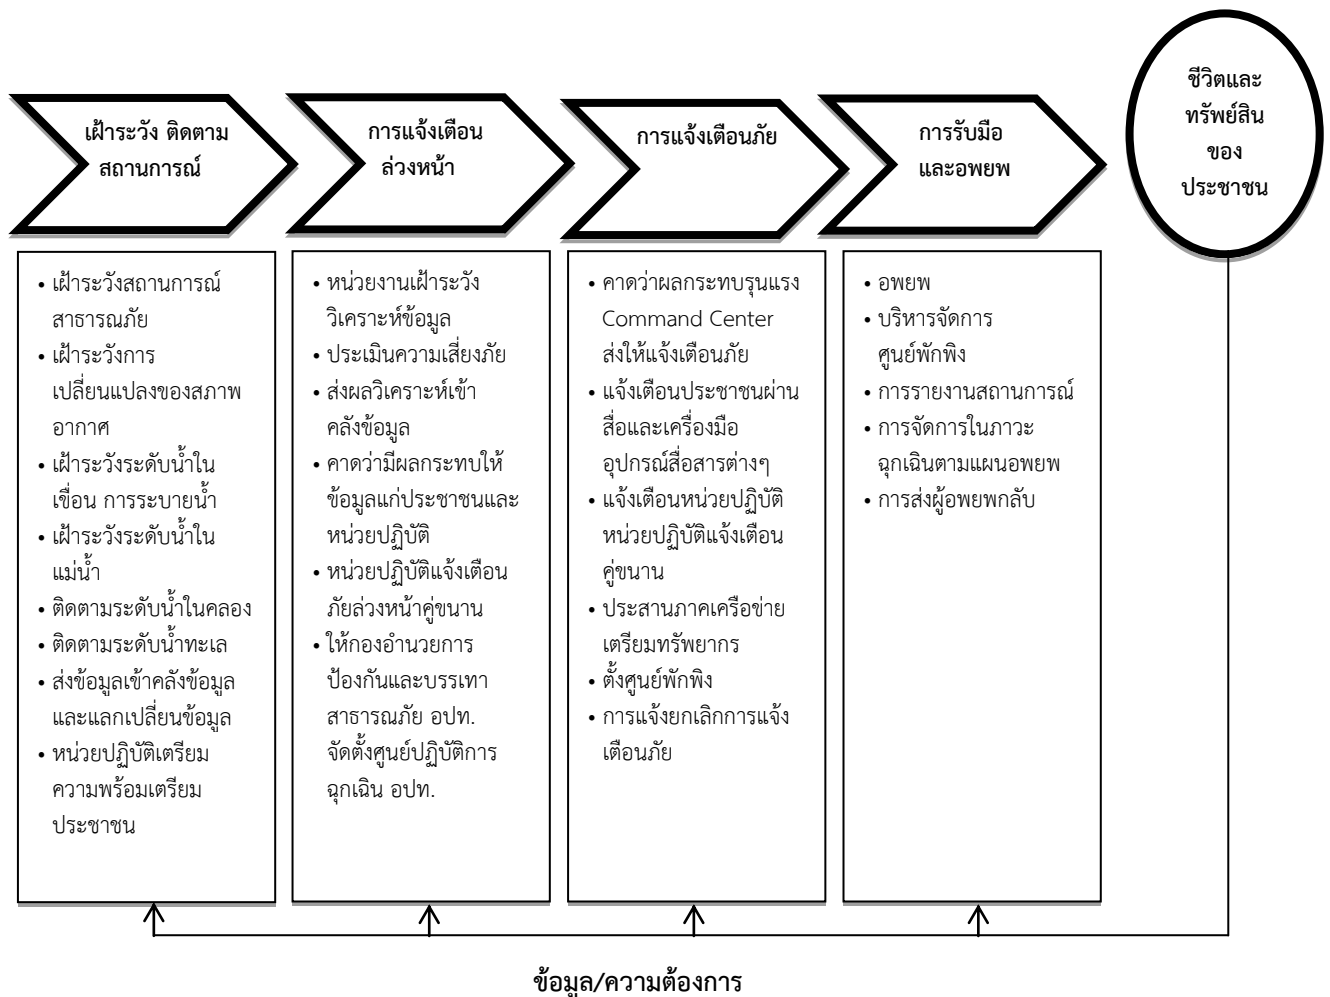 เฝ้าระวัง ติดตาม
สถานการณ์
การแจ้งเตือน
ล่วงหน้า
การแจ้งเตือนภัย
การรับมือ
และอพยพ
ชีวิตและ
ทรัพย์สิน
ของ
ประชาชน
• เฝ้าระวังสถานการณ์
สาธารณภัย
• เฝ้าระวังการ
เปลี่ยนแปลงของสภาพ
อากาศ
• เฝ้าระวังระดับน้ำใน
เขื่อน การระบายน้ำ
• เฝ้าระวังระดับน้ำใน
แม่น้ำ
• ติดตามระดับน้ำในคลอง
• ติดตามระดับน้ำทะเล
• ส่งข้อมูลเข้าคลังข้อมูล
และแลกเปลี่ยนข้อมูล
• หน่วยปฏิบัติเตรียม
ความพร้อมเตรียม
ประชาชน
• หน่วยงานเฝ้าระวัง
วิเคราะห์ข้อมูล
• ประเมินความเสี่ยงภัย
• ส่งผลวิเคราะห์เข้า
คลังข้อมูล
• คาดว่ามีผลกระทบให้
ข้อมูลแก่ประชาชนและ
หน่วยปฏิบัติ
• หน่วยปฏิบัติแจ้งเตือน
ภัยล่วงหน้าคู่ขนาน
• ให้กองอำนวยการ
ป้องกันและบรรเทา
สาธารณภัย อปท.
จัดตั้งศูนย์ปฏิบัติการ
ฉุกเฉิน อปท.
• คาดว่าผลกระทบรุนแรง
Command Center
ส่งให้แจ้งเตือนภัย
• แจ้งเตือนประชาชนผ่าน
สื่อและเครื่องมือ
อุปกรณ์สื่อสารต่างๆ
• แจ้งเตือนหน่วยปฏิบัติ
หน่วยปฏิบัติแจ้งเตือน
คู่ขนาน
• ประสานภาคเครือข่าย
เตรียมทรัพยากร
• ตั้งศูนย์พักพิง
• การแจ้งยกเลิกการแจ้ง
เตือนภัย
• อพยพ
• บริหารจัดการ
ศูนย์พักพิง
• การรายงานสถานการณ์
• การจัดการในภาวะ
ฉุกเฉินตามแผนอพยพ
• การส่งผู้อพยพกลับ
ข้อมูล/ความต้องการ